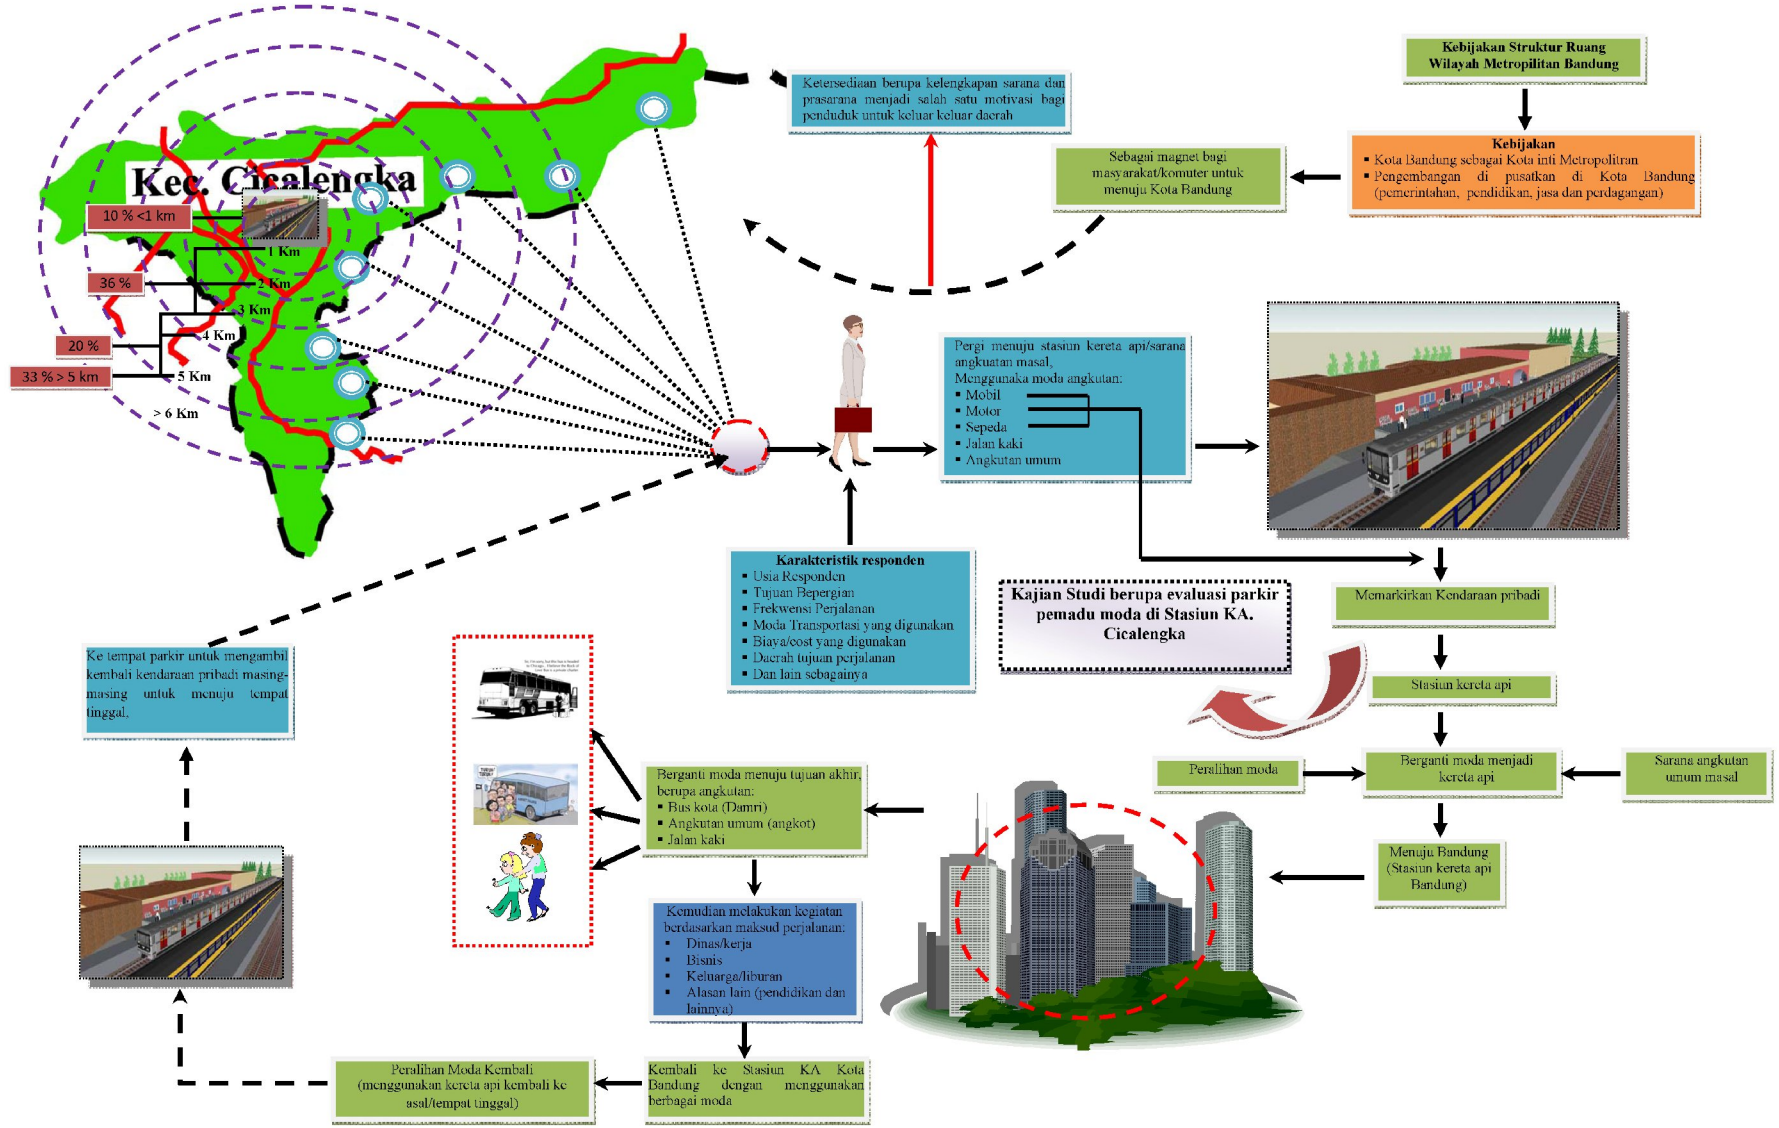 Kebijakan Struktur Ruang
Wilayah Metropilitan Bandung
Kebijakan
▪ Kota Bandung sebagai Kota inti Metropolitran
▪ Pengembangan di pusatkan di Kota Bandung
(pemerintahan, pendidikan, jasa dan perdagangan)
Sebagai magnet bagi
masyarakat/komuter untuk
menuju Kota Bandung
Ketersediaan berupa kelengkapan sarana dan
prasarana menjadi salah satu motivasi bagi
penduduk untuk keluar keluar daerah
Kec. Cicalengka
10 % <1 km
36 %
20 %
33 % > 5 km
1 Km
2 Km
3 Km
4 Km
5 Km
> 6 Km
Pergi menuju stasiun kereta api/sarana
angkuatan masal,
Menggunaka moda angkutan:
▪ Mobil
▪ Motor
▪ Sepeda
▪ Jalan kaki
▪ Angkutan umum
Karakteristik responden
▪ Usia Responden
▪ Tujuan Bepergian
▪ Frekwensi Perjalanan
▪ Moda Transportasi yang digunakan
▪ Biaya/cost yang digunakan
▪ Daerah tujuan perjalanan
▪ Dan lain sebagainya
Kajian Studi berupa evaluasi parkir
pemadu moda di Stasiun KA.
Cicalengka
Memarkirkan Kendaraan pribadi
Stasiun kereta api
Peralihan moda
Berganti moda menjadi
kereta api
Sarana angkutan
umum masal
Menuju Bandung
(Stasiun kereta api
Bandung)
Berganti moda menuju tujuan akhir,
berupa angkutan:
▪ Bus kota (Damri)
▪ Angkutan umum (angkot)
▪ Jalan kaki
Kemudian melakukan kegiatan
berdasarkan maksud perjalanan:
▪ Dinas/kerja
▪ Bisnis
▪ Keluarga/liburan
▪ Alasan lain (pendidikan dan
lainnya)
Kembali ke Stasiun KA Kota
Bandung dengan menggunakan
berbagai moda
Peralihan Moda Kembali
(menggunakan kereta api kembali ke
asal/tempat tinggal)
Ke tempat parkir untuk mengambil
kembali kendaraan pribadi masing-
masing untuk menuju tempat
tinggal,